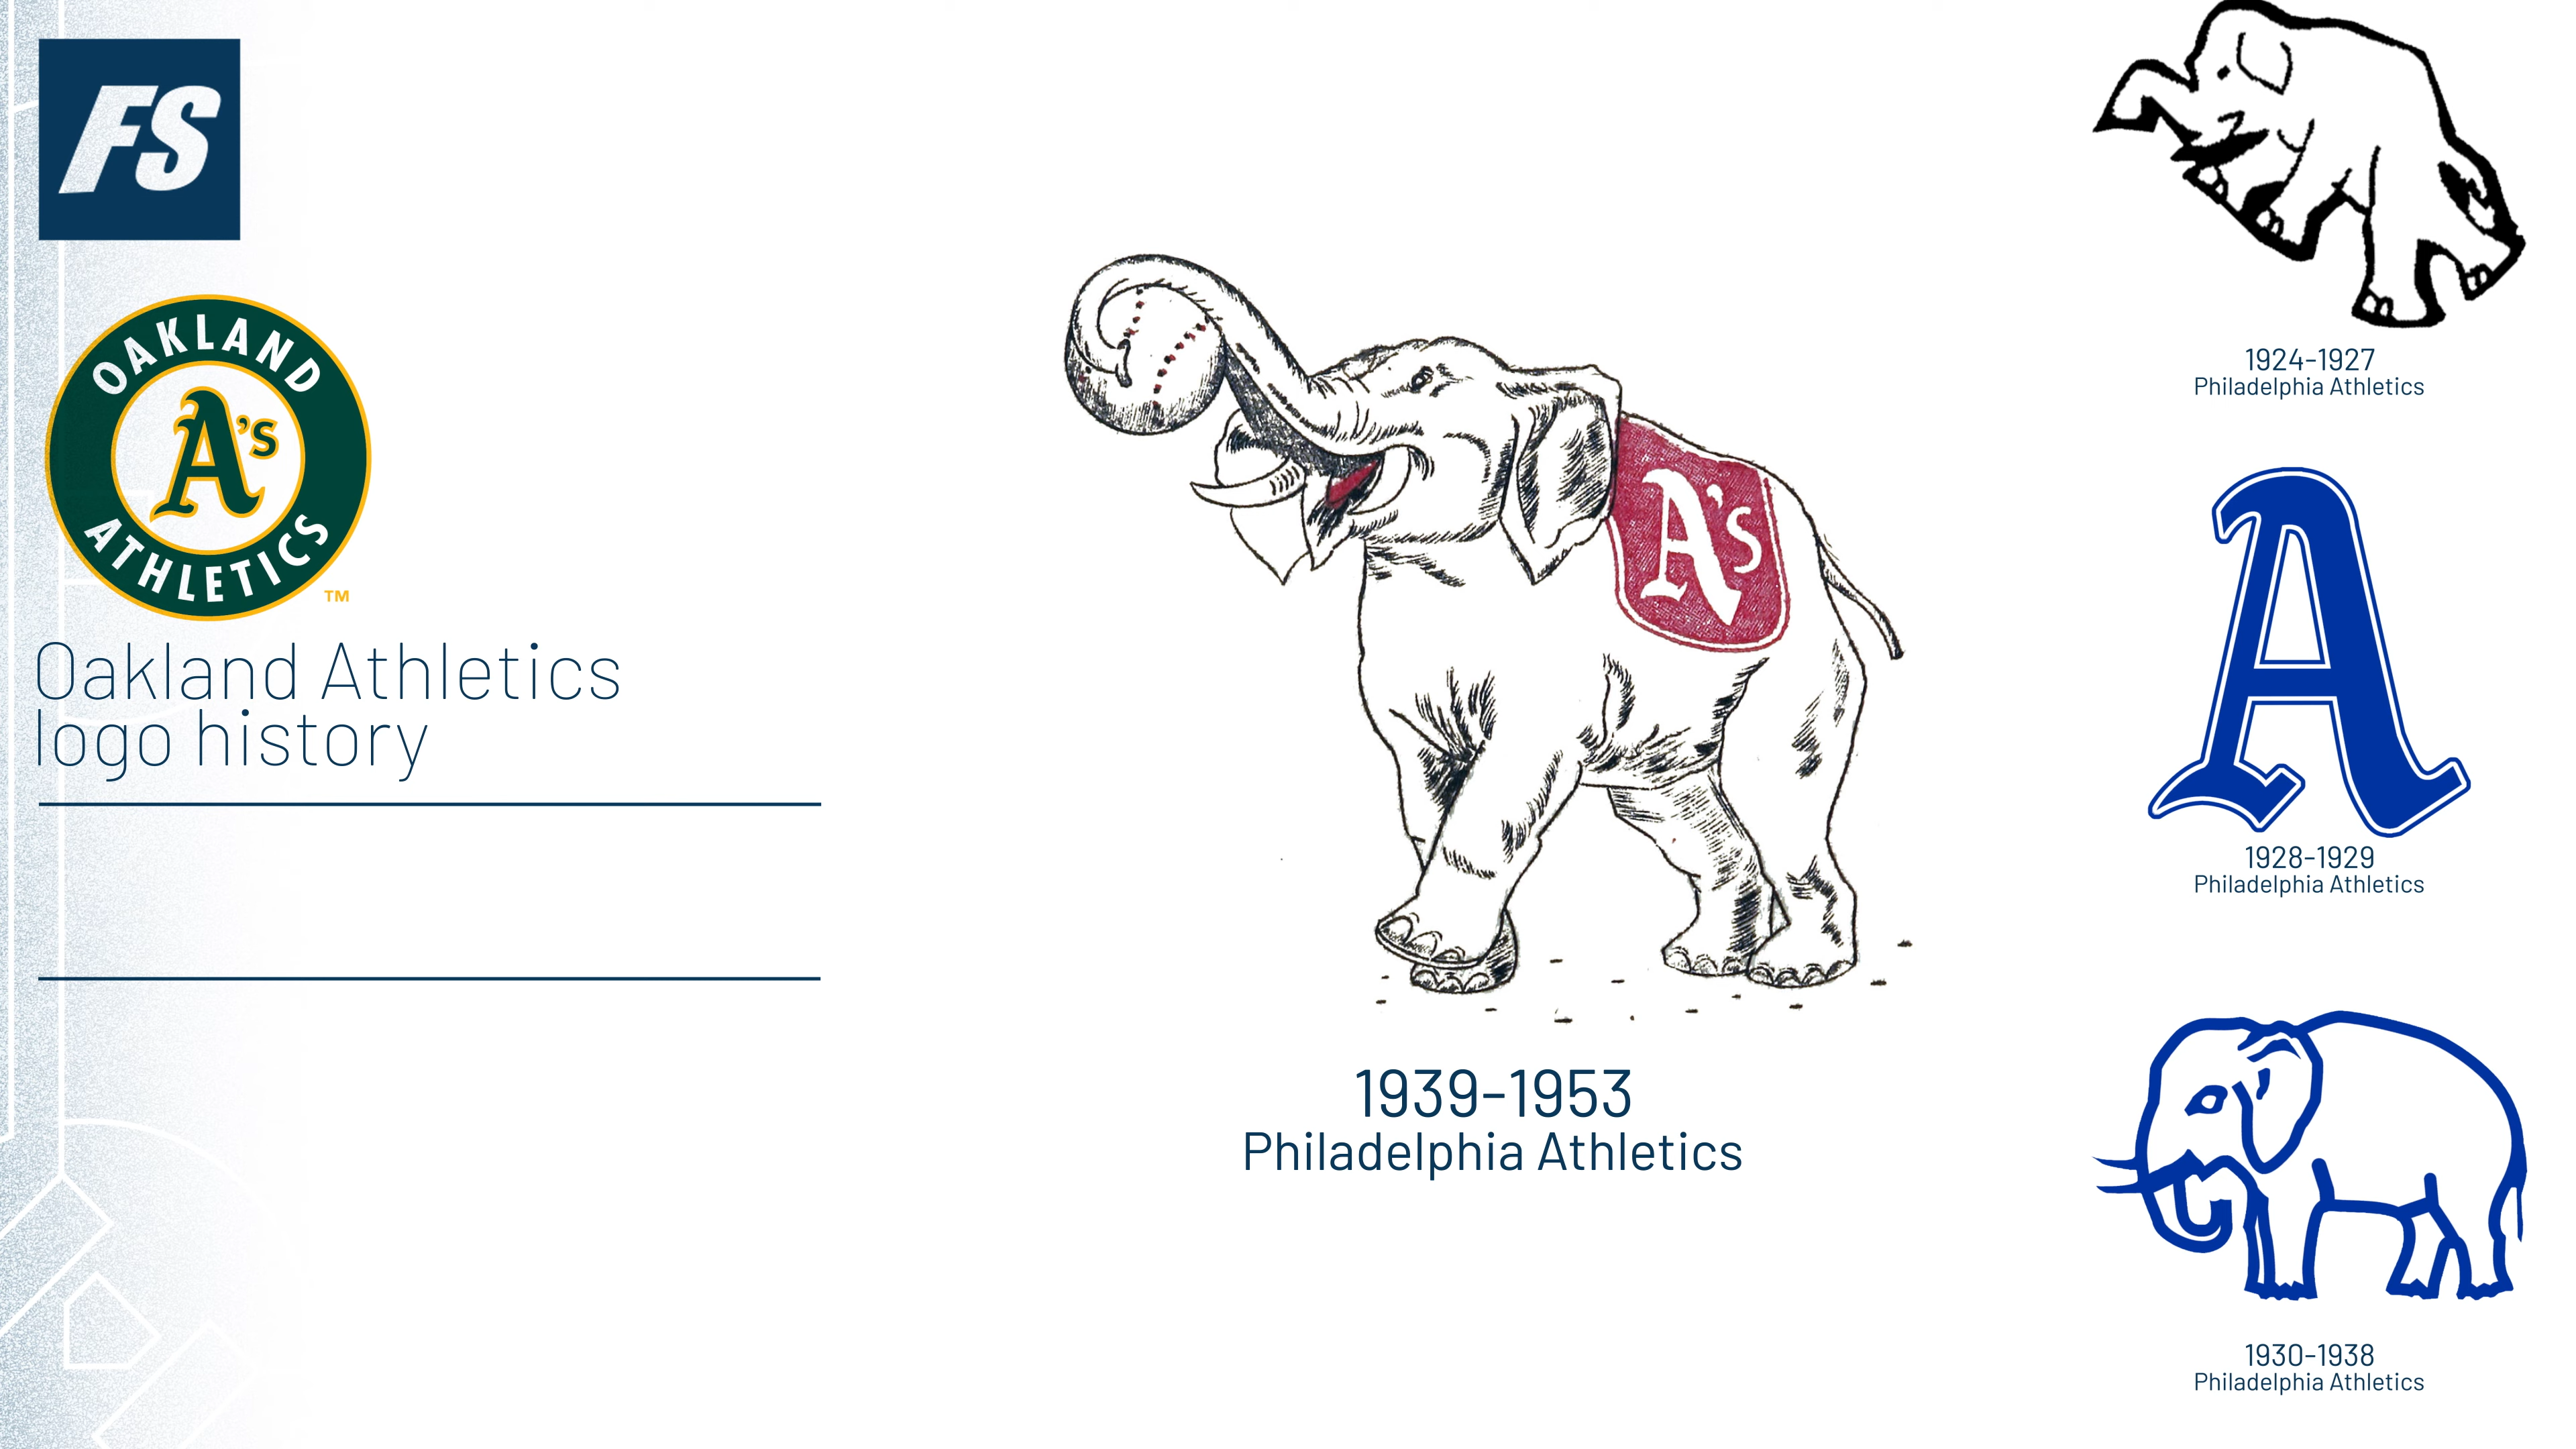 FS
OAKLAND
A's
ATHLETICS
TM
Oakland Athletics
logo history
A's
1939-1953
Philadelphia Athletics
1924-1927
Philadelphia Athletics
A
1928-1929
Philadelphia Athletics
1930-1938
Philadelphia Athletics